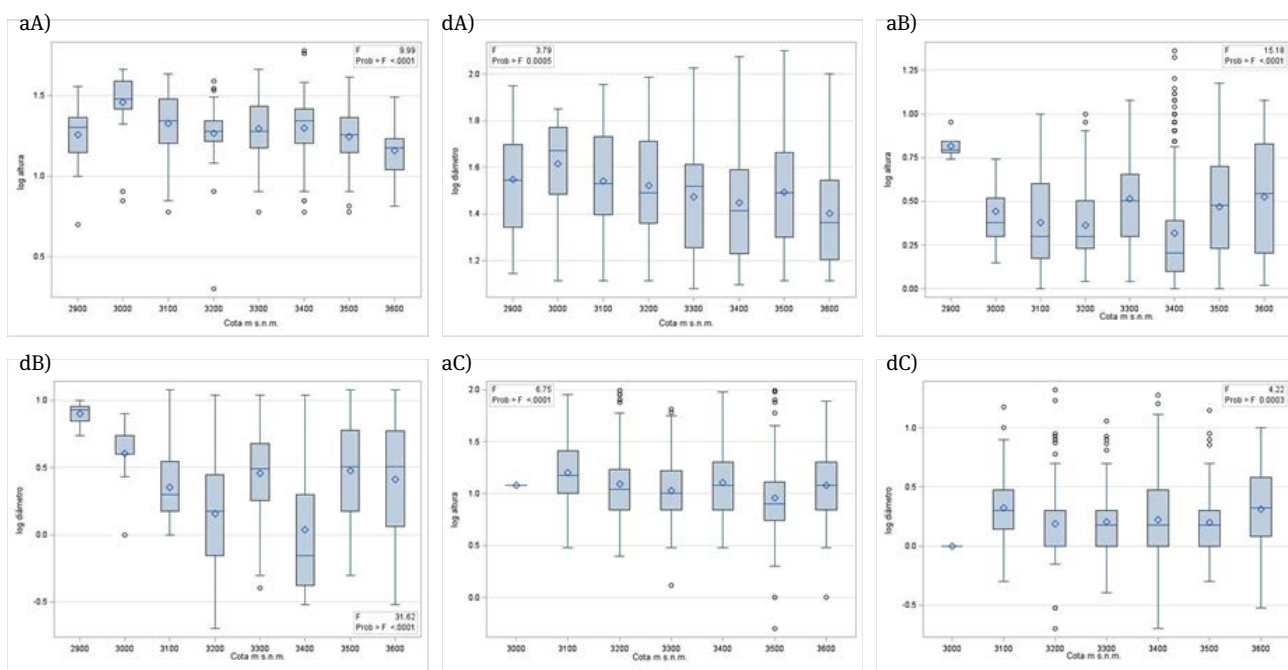 aA)
F 9.99
Prob > F <.0001
log altura
1.5
1.0
0.5
2900 3000 3100 3200 3300 3400 3500 3600
Cota m s.n.m.
dA)
F 3.79
Prob > F 0.0005
log diámetro
2.0
1.8
1.6
1.4
1.2
2900 3000 3100 3200 3300 3400 3500 3600
Cota m s.n.m.
aB)
F 15.18
Prob > F <.0001
log altura
1.25
1.00
0.75
0.50
0.25
0.00
2900 3000 3100 3200 3300 3400 3500 3600
Cota m s.n.m.
dB)
log diámetro
1.0
0.5
0.0
-0.5
F 31.62
Prob > F <.0001
2900 3000 3100 3200 3300 3400 3500 3600
Cota m s.n.m.
aC)
F 6.75
Prob > F <.0001
log altura
2.0
1.5
1.0
0.5
0.0
3000 3100 3200 3300 3400 3500 3600
Cota m s.n.m.
dC)
F 4.22
Prob > F 0.0003
log diámetro
1.0
0.5
0.0
-0.5
3000 3100 3200 3300 3400 3500 3600
Cota m s.n.m.